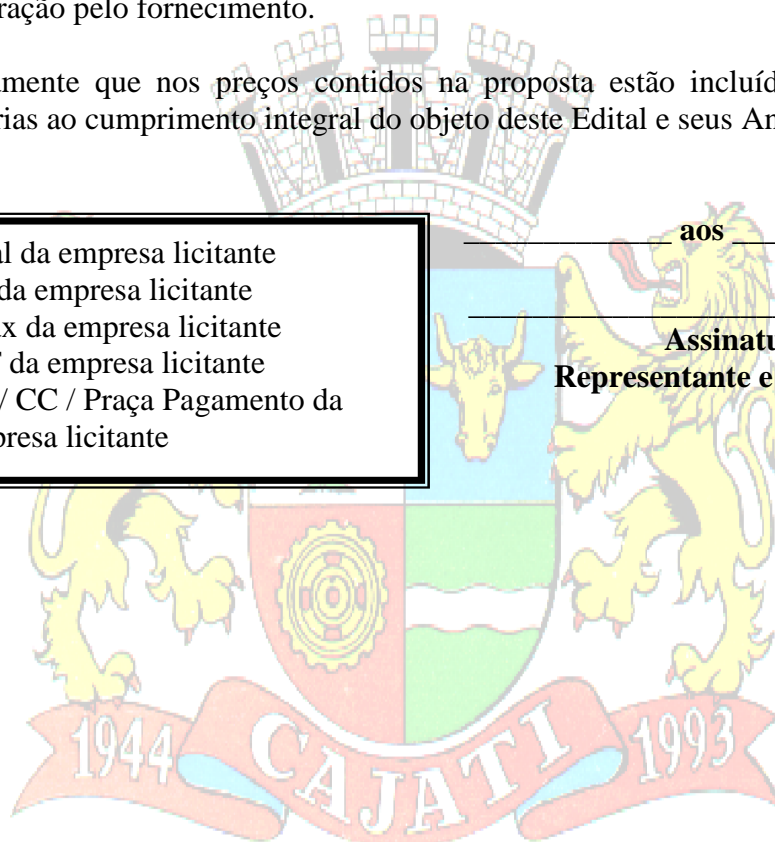 ração pelo fornecimento.
mente que nos preços contidos na proposta estão incluíd
rias ao cumprimento integral do objeto deste Edital e seus An
l da empresa licitante
da empresa licitante
x da empresa licitante
da empresa licitante
/ CC / Praça Pagamento da
presa licitante
_______________ aos _____
Assinatu
Representante e
1944 CAJATI 1993